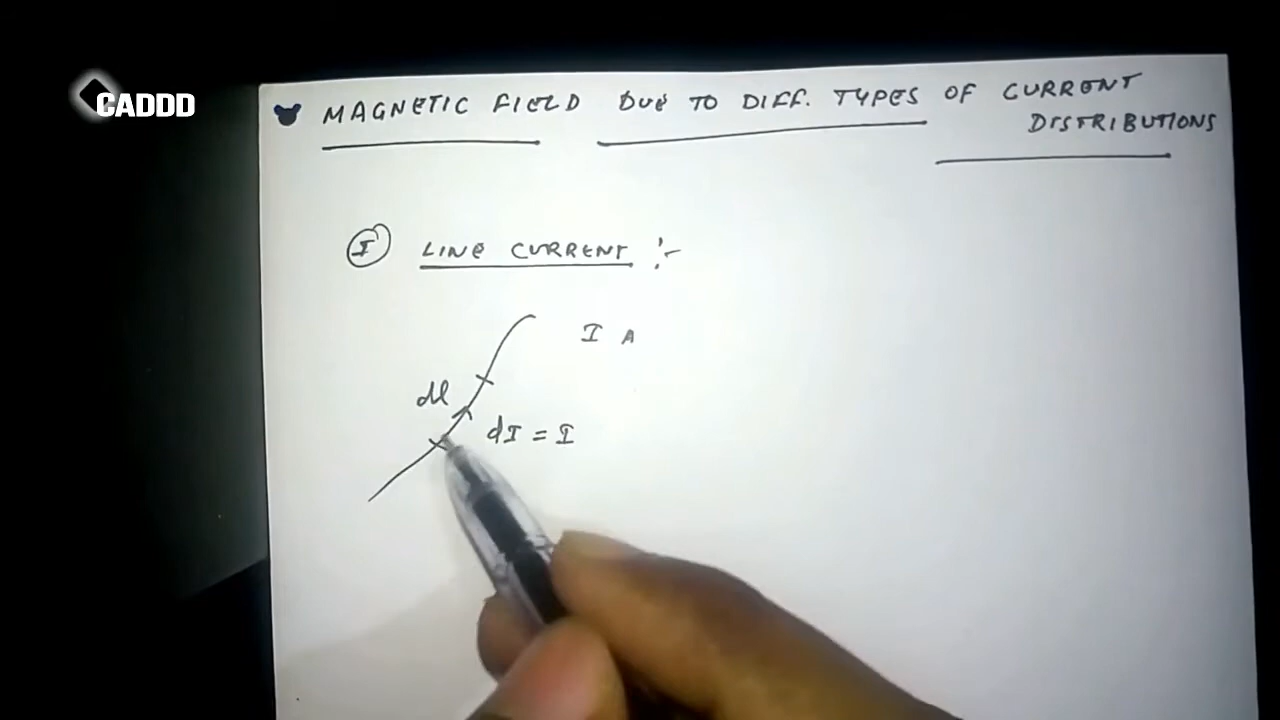 CADDD
MAGNETIC FIELD DUE TO DIFF. TYPES OF CURRENT
DISTRIBUTIONS
I LINE CURRENT :-
I A
dl
dI = I